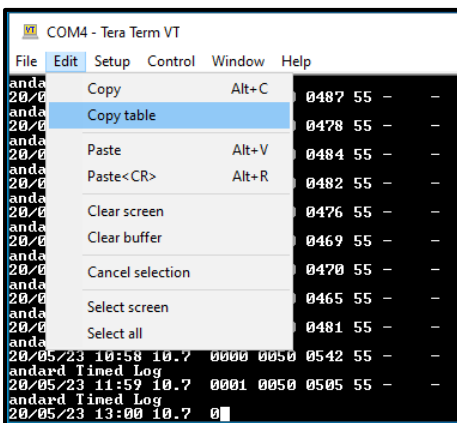 COM4 - Tera Term VT
File Edit Setup Control Window Help
Copy Alt+C
Copy table
Paste Alt+V
Paste<CR> Alt+R
Clear screen
Clear buffer
Cancel selection
Select screen
Select all
anda
20/0 0487 55 - -
anda
20/0 0478 55 - -
anda
20/0 0484 55 - -
anda
20/0 0482 55 - -
anda
20/0 0476 55 - -
anda
20/0 0469 55 - -
anda
20/0 0470 55 - -
anda
20/0 0465 55 - -
anda
20/0 0481 55 - -
anda
20/05/23 10:58 10.7 0000 0050 0542 55 - -
andard Timed Log
20/05/23 11:59 10.7 0001 0050 0505 55 - -
andard Timed Log
20/05/23 13:00 10.7 0